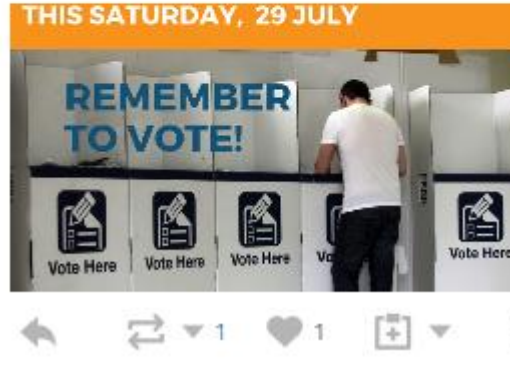 THIS SATURDAY, 29 JULY
REMEMBER
TO VOTE!
Vote Here
Vote Here
Vote Here
Vote Here
1
1